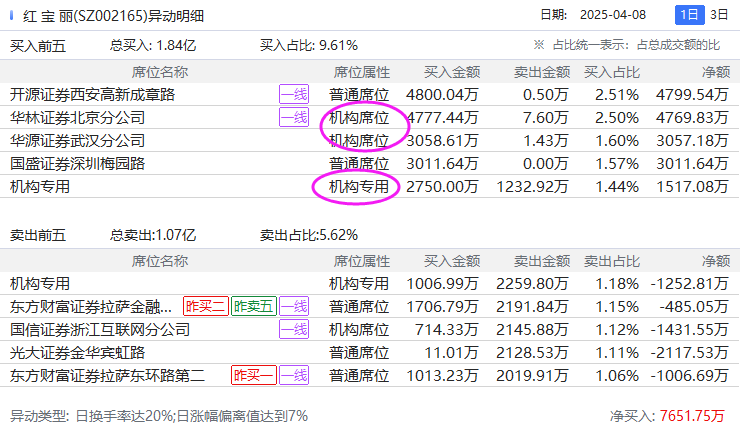 红 宝 丽(SZ002165)异动明细 日期: 2025-04-08 1日 3日
买入前五 总买入: 1.84亿 买入占比: 9.61% ※ 占比统一表示：占总成交额的比
席位名称 席位属性 买入金额 卖出金额 买入占比 净额
开源证券西安高新成章路 一线 普通席位 4800.04万 0.50万 2.51% 4799.54万
华林证券北京分公司 一线 机构席位 4777.44万 7.60万 2.50% 4769.83万
华源证券武汉分公司 机构席位 3058.61万 1.43万 1.60% 3057.18万
国盛证券深圳梅园路 普通席位 3011.64万 0.00万 1.57% 3011.64万
机构专用 机构专用 2750.00万 1232.92万 1.44% 1517.08万
卖出前五 总卖出:1.07亿 卖出占比:5.62%
席位名称 席位属性 买入金额 卖出金额 卖出占比 净额
机构专用 机构专用 1006.99万 2259.80万 1.18% -1252.81万
东方财富证券拉萨金融... 昨买二 昨卖五 一线 普通席位 1706.79万 2191.84万 1.15% -485.05万
国信证券浙江互联网分公司 一线 机构席位 714.33万 2145.88万 1.12% -1431.55万
光大证券金华宾虹路 普通席位 11.01万 2128.53万 1.11% -2117.53万
东方财富证券拉萨东环路第二 昨买一 一线 普通席位 1013.23万 2019.91万 1.06% -1006.69万
异动类型: 日换手率达20%;日涨幅偏离值达到7% 净买入: 7651.75万